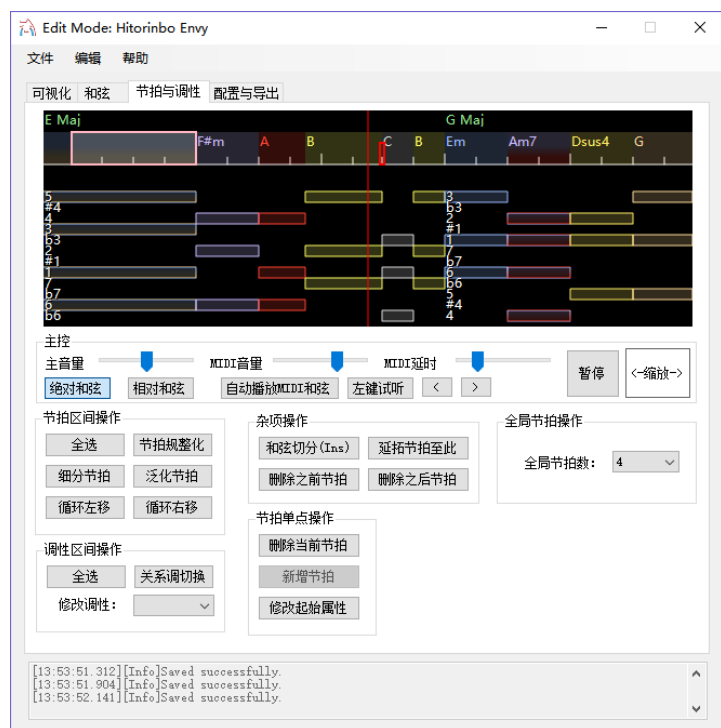 Edit Mode: Hitorinbo Envy
文件 编辑 帮助
可视化 和弦 节拍与调性 配置与导出
E Maj G Maj
F#m A B C B Em Am7 Dsus4 G
5 3
#4 b3
4 2
3 #1
b3 1
2 7
#1 b7
1 6
7 b6
b7 5
6 #4
b6 4
主控
主音量 MIDI音量 MIDI延时
暂停 <-缩放->
绝对和弦 相对和弦 自动播放MIDI和弦 左键试听 < >
节拍区间操作
全选 节拍规整化
细分节拍 泛化节拍
循环左移 循环右移
杂项操作
和弦切分(Ins) 延拓节拍至此
删除之前节拍 删除之后节拍
全局节拍操作
全局节拍数: 4
调性区间操作
全选 关系调切换
修改调性:
节拍单点操作
删除当前节拍
新增节拍
修改起始属性
[13:53:51.312][Info]Saved successfully.
[13:53:51.904][Info]Saved successfully.
[13:53:52.141][Info]Saved successfully.